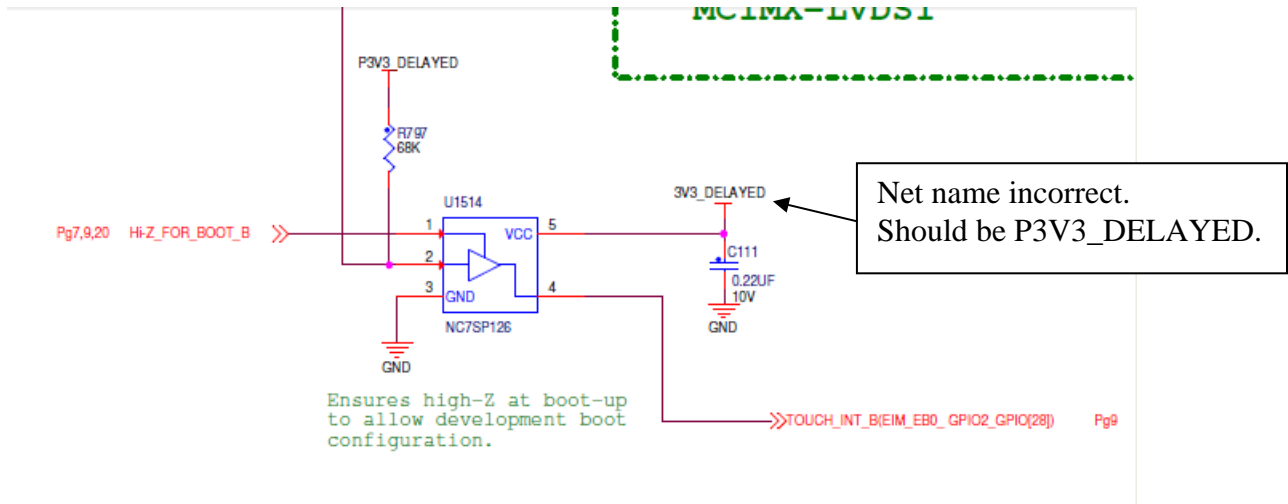 MCIMX-LVDS1
P3V3_DELAYED
R797
68K
3V3_DELAYED
Net name incorrect.
Should be P3V3_DELAYED.
U1514
Pg7,9,20 Hi-Z_FOR_BOOT_B
1
VCC
5
2
C111
0.22UF
10V
3
GND
4
NC7SP126
GND
GND
Ensures high-Z at boot-up
to allow development boot
configuration.
TOUCH_INT_B(EIM_EB0_ GPIO2_GPIO[28]) Pg9